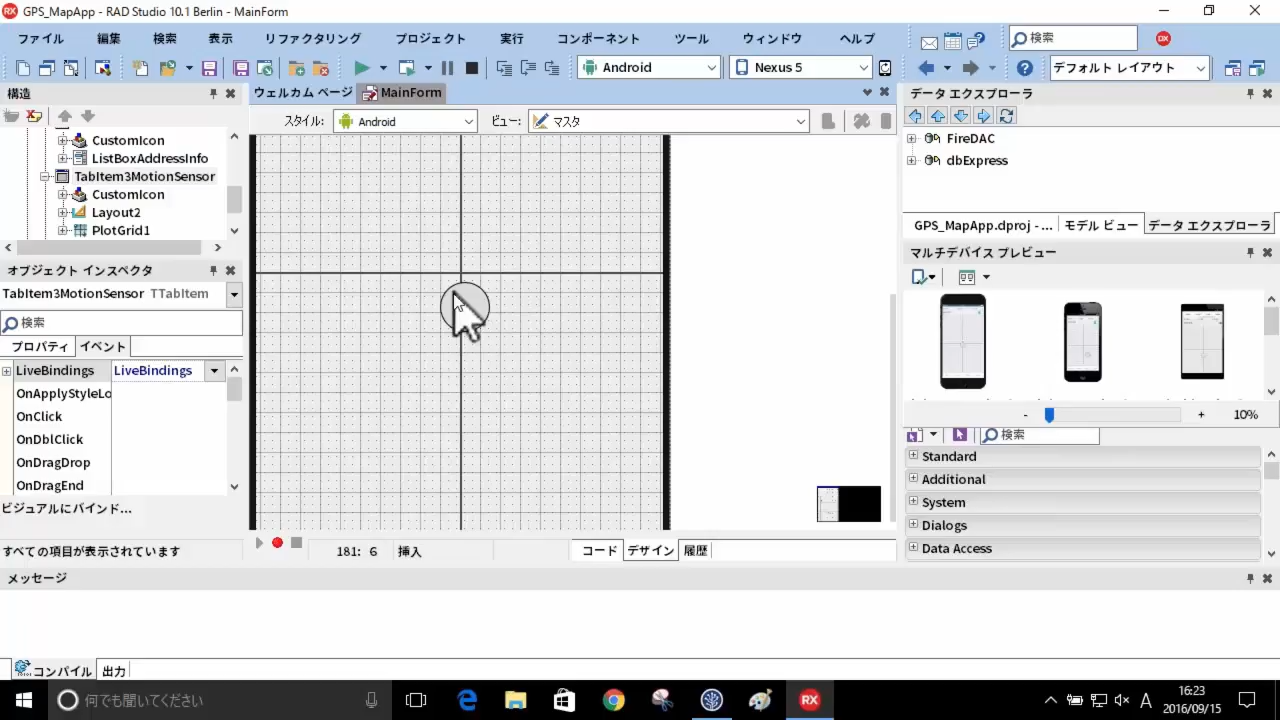 GPS_MapApp - RAD Studio 10.1 Berlin - MainForm
ファイル 編集 検索 表示 リファクタリング プロジェクト 実行 コンポーネント ツール ウィンドウ ヘルプ
検索
Android
Nexus 5
デフォルト レイアウト
構造
CustomIcon
ListBoxAddressInfo
TabItem3MotionSensor
CustomIcon
Layout2
PlotGrid1
オブジェクト インスペクタ
TabItem3MotionSensor TTabItem
検索
プロパティ イベント
LiveBindings LiveBindings
OnApplyStyleLo
OnClick
OnDblClick
OnDragDrop
OnDragEnd
ビジュアルにバインド...
すべての項目が表示されています
ウェルカム ページ MainForm
スタイル: Android ビュー: マスタ
181: 6 挿入
コード デザイン 履歴
データ エクスプローラ
FireDAC
dbExpress
GPS_MapApp.dproj - ... モデル ビュー データ エクスプローラ
マルチデバイス プレビュー
- + 10%
検索
Standard
Additional
System
Dialogs
Data Access
メッセージ
コンパイル 出力
何でも聞いてください
A
16:23
2016/09/15